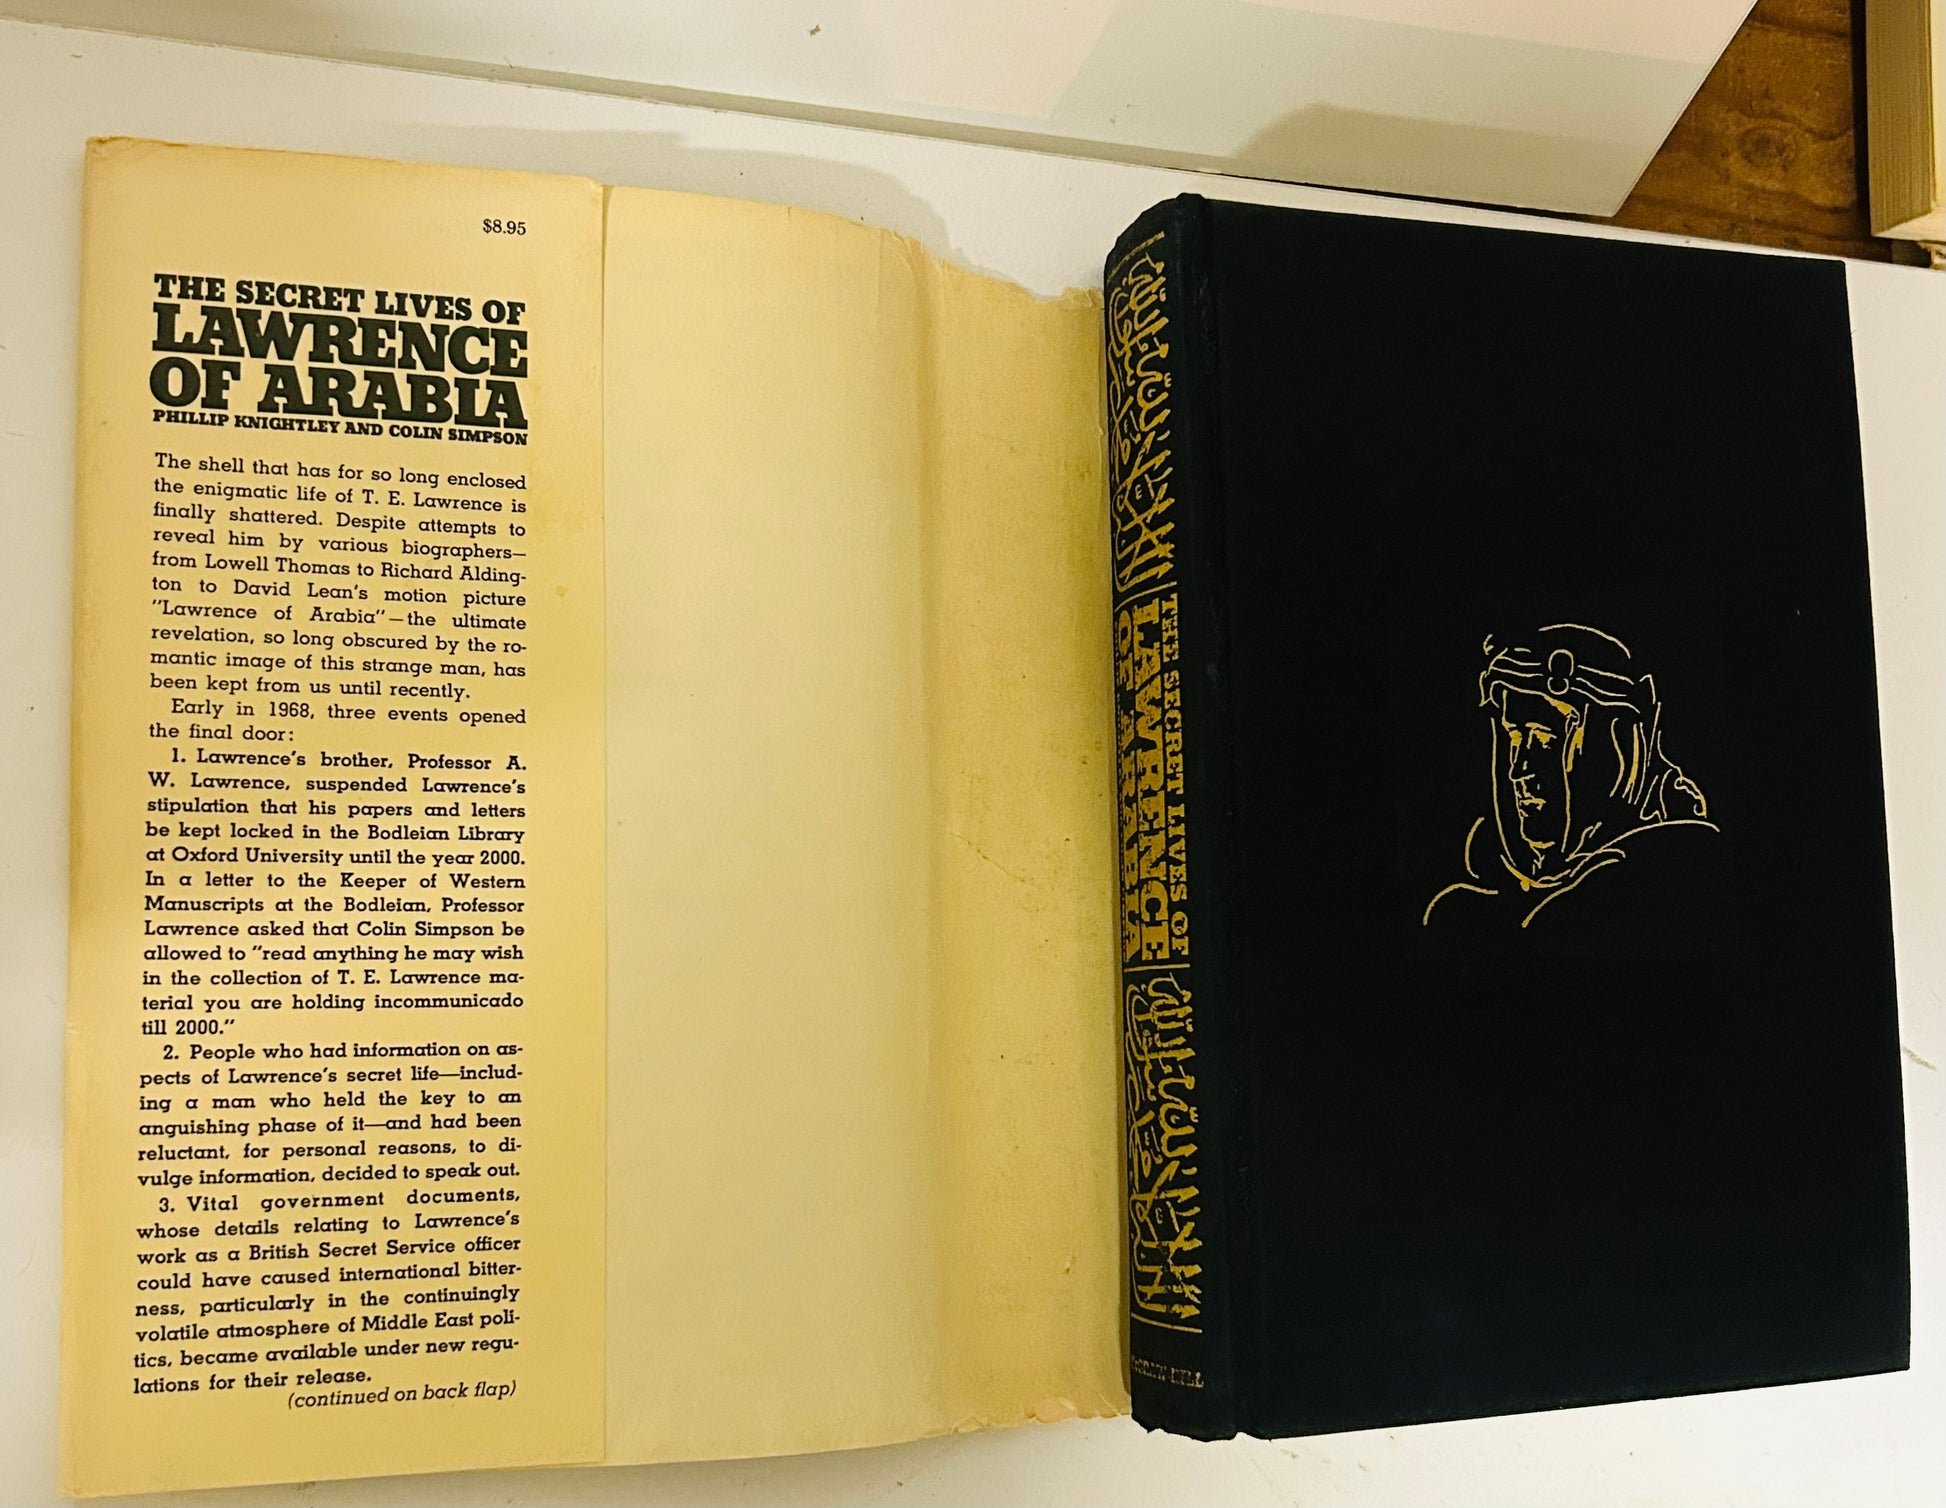 $8.95
THE SECRET LIVES OF
LAWRENCE
OF ARABIA
PHILLIP KNIGHTLEY AND COLIN SIMPSON
The shell that has for so long enclosed
the enigmatic life of T. E. Lawrence is
finally shattered. Despite attempts to
reveal him by various biographers—
from Lowell Thomas to Richard Alding-
ton to David Lean's motion picture
"Lawrence of Arabia"—the ultimate
revelation, so long obscured by the ro-
mantic image of this strange man, has
been kept from us until recently.
Early in 1968, three events opened
the final door:
1. Lawrence's brother, Professor A.
W. Lawrence, suspended Lawrence's
stipulation that his papers and letters
be kept locked in the Bodleian Library
at Oxford University until the year 2000.
In a letter to the Keeper of Western
Manuscripts at the Bodleian, Professor
Lawrence asked that Colin Simpson be
allowed to "read anything he may wish
in the collection of T. E. Lawrence ma-
terial you are holding incommunicado
till 2000."
2. People who had information on as-
pects of Lawrence's secret life—includ-
ing a man who held the key to an
anguishing phase of it—and had been
reluctant, for personal reasons, to di-
vulge information, decided to speak out.
3. Vital government documents,
whose details relating to Lawrence's
work as a British Secret Service officer
could have caused international bitter-
ness, particularly in the continuingly
volatile atmosphere of Middle East poli-
tics, became available under new regu-
lations for their release.
(continued on back flap)
THE SECRET LIVES OF
LAWRENCE
OF ARABIA
McGRAW-HILL